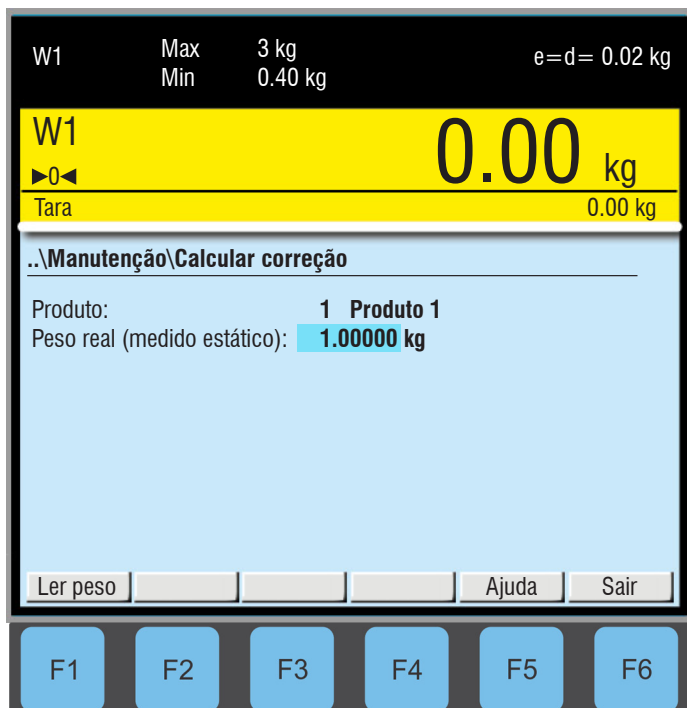 W1 Max 3 kg e=d= 0.02 kg
Min 0.40 kg
W1 0.00 kg
►0◄
Tara 0.00 kg
..\Manutenção\Calcular correção
Produto: 1 Produto 1
Peso real (medido estático): 1.00000 kg
Ler peso Ajuda Sair
F1 F2 F3 F4 F5 F6